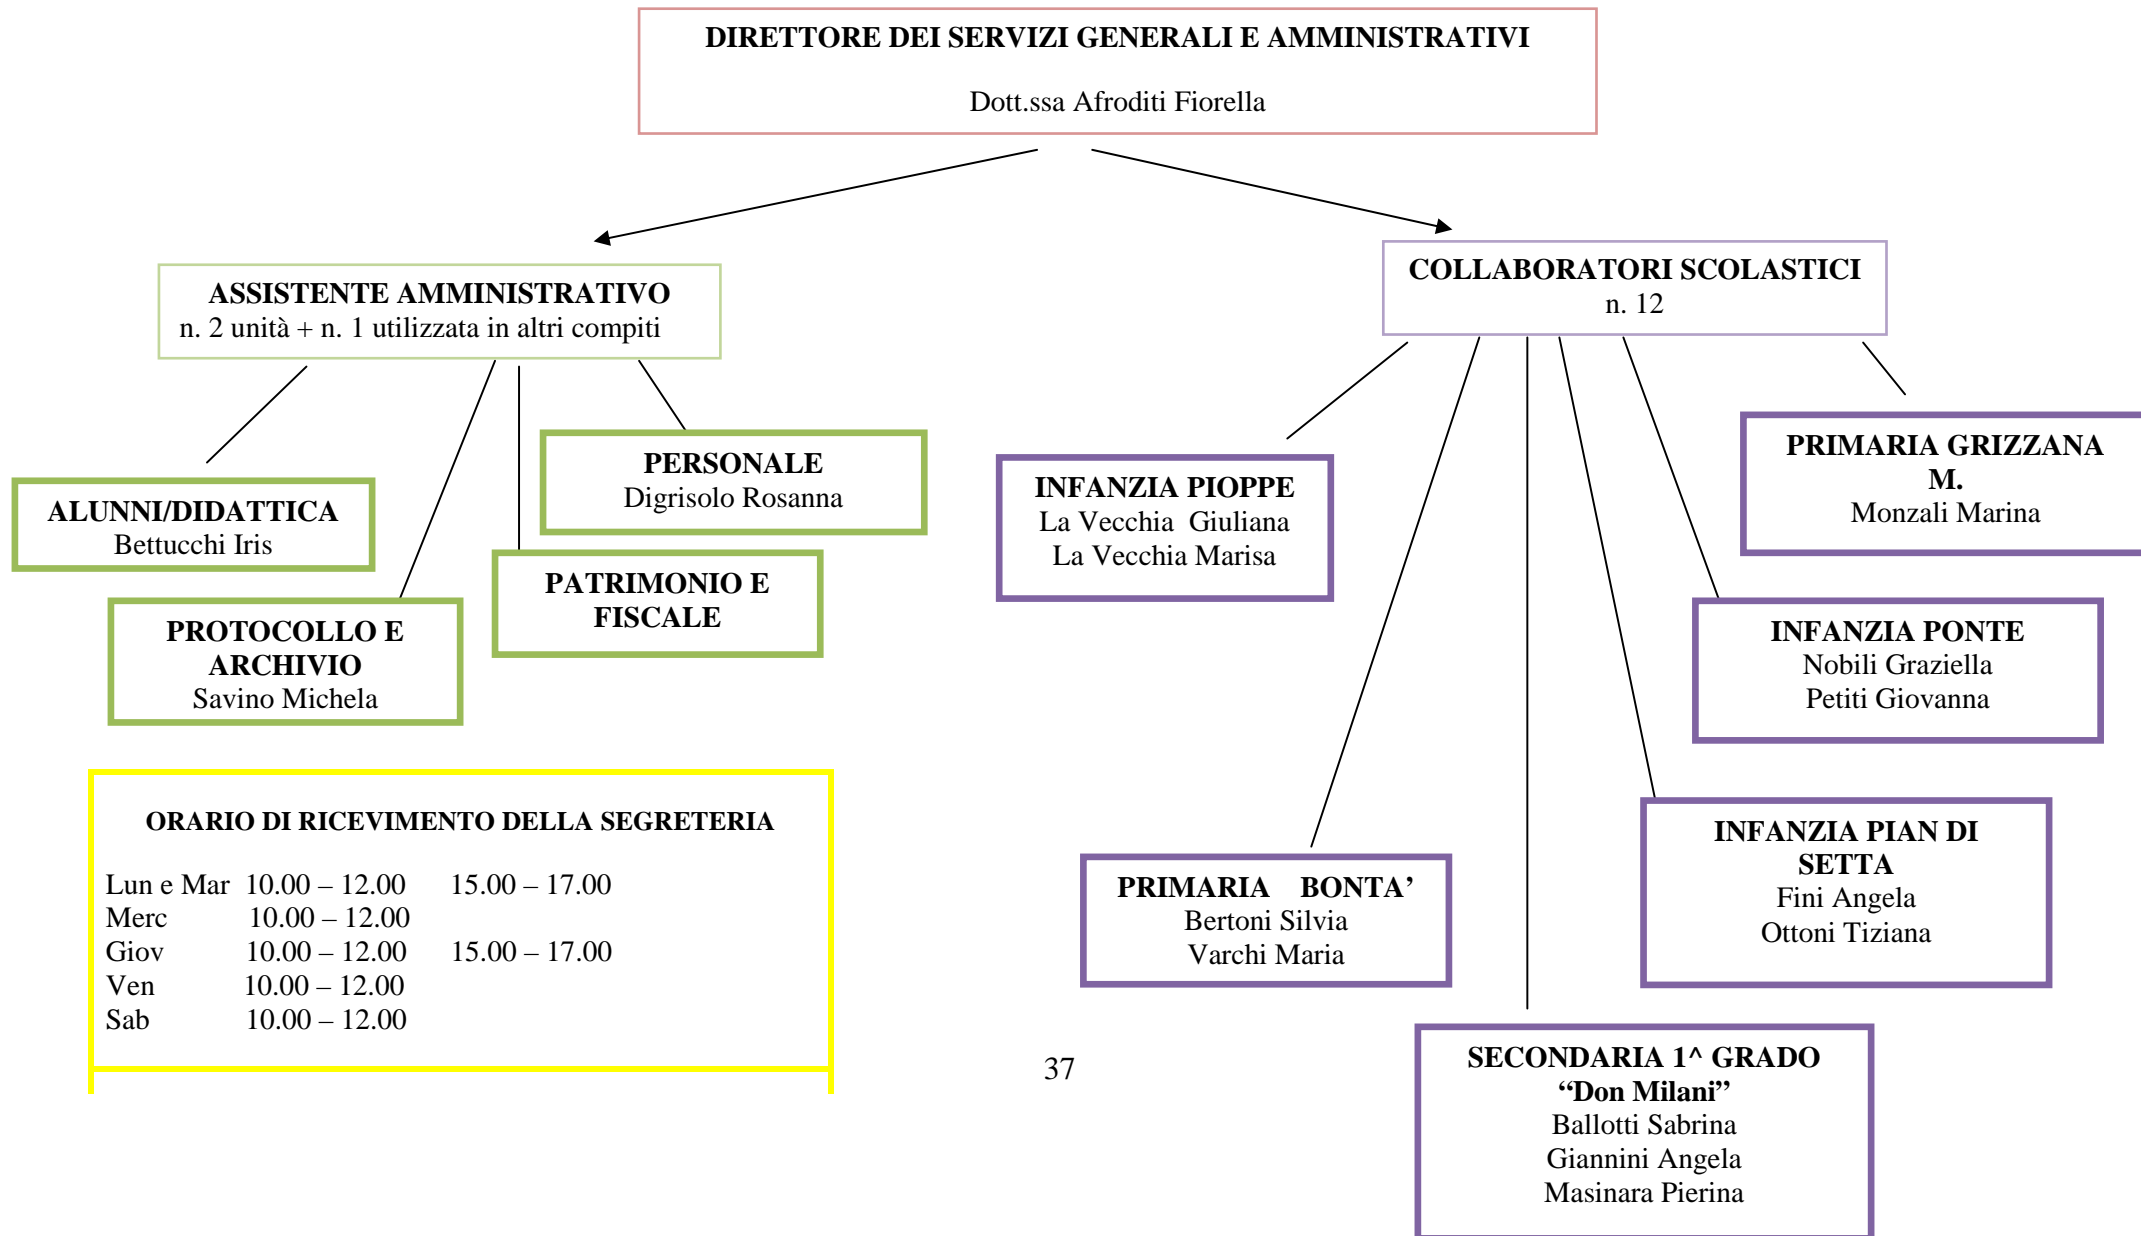 DIRETTORE DEI SERVIZI GENERALI E AMMINISTRATIVI
Dott.ssa Afroditi Fiorella
ASSISTENTE AMMINISTRATIVO
n. 2 unità + n. 1 utilizzata in altri compiti
COLLABORATORI SCOLASTICI
n. 12
ALUNNI/DIDATTICA
Bettucchi Iris
PROTOCOLLO E
ARCHIVIO
Savino Michela
PATRIMONIO E
FISCALE
PERSONALE
Digrisolo Rosanna
INFANZIA PIOPPE
La Vecchia  Giuliana
La Vecchia Marisa
PRIMARIA GRIZZANA
M.
Monzali Marina
INFANZIA PONTE
Nobili Graziella
Petiti Giovanna
INFANZIA PIAN DI
SETTA
Fini Angela
Ottoni Tiziana
PRIMARIA    BONTA’
Bertoni Silvia
Varchi Maria
SECONDARIA 1^ GRADO
“Don Milani”
Ballotti Sabrina
Giannini Angela
Masinara Pierina
ORARIO DI RICEVIMENTO DELLA SEGRETERIA
Lun e Mar  10.00 – 12.00      15.00 – 17.00
Merc           10.00 – 12.00
Giov           10.00 – 12.00      15.00 – 17.00
Ven            10.00 – 12.00
Sab            10.00 – 12.00
37